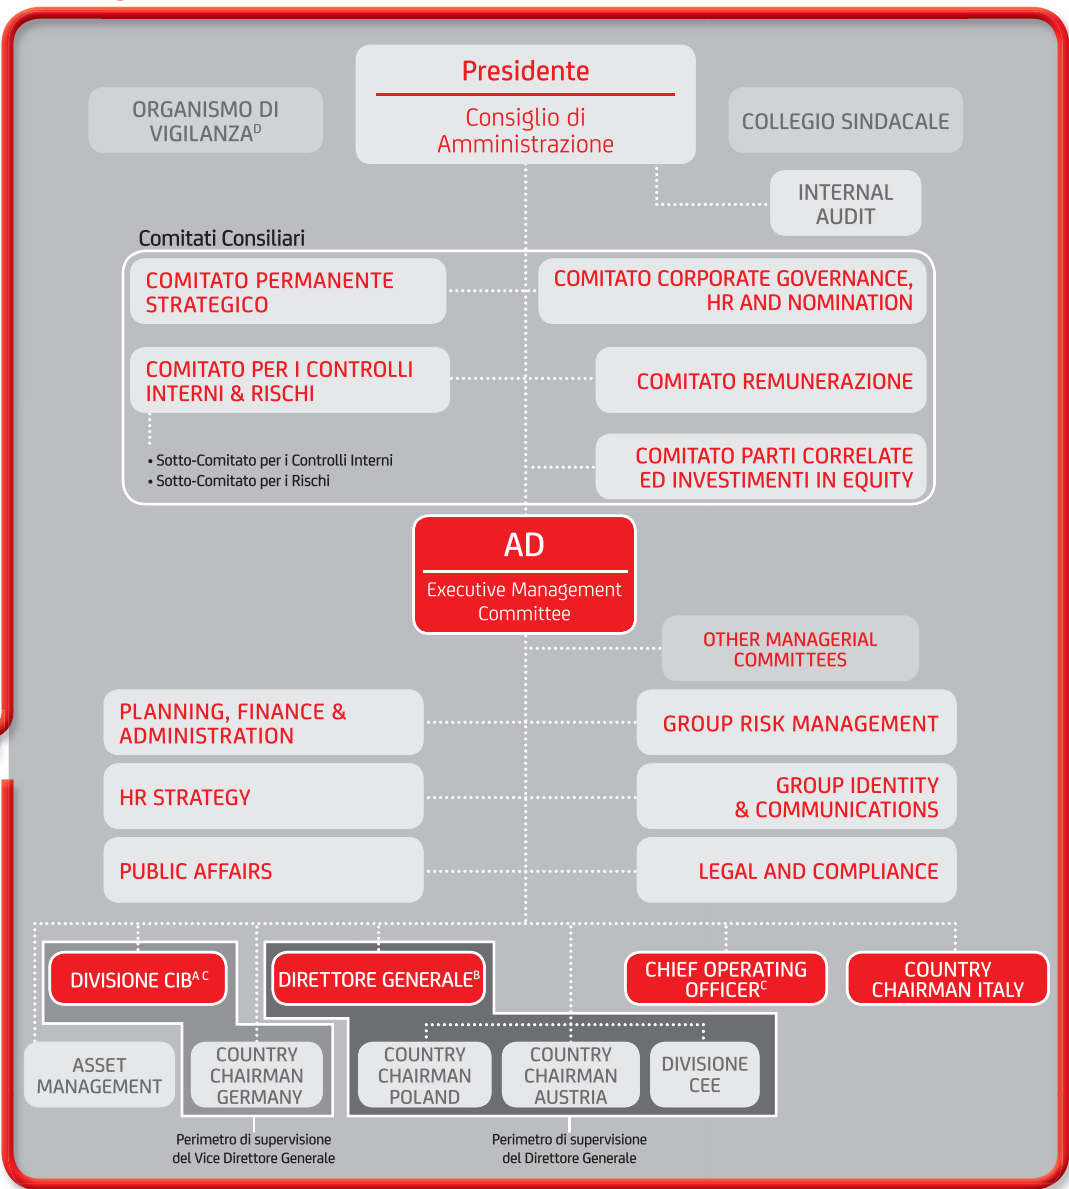 Presidente
Consiglio di
Amministrazione
ORGANISMO DI
VIGILANZAᴰ
COLLEGIO SINDACALE
INTERNAL
AUDIT
Comitati Consiliari
COMITATO PERMANENTE
STRATEGICO
COMITATO CORPORATE GOVERNANCE,
HR AND NOMINATION
COMITATO PER I CONTROLLI
INTERNI & RISCHI
COMITATO REMUNERAZIONE
• Sotto-Comitato per i Controlli Interni
• Sotto-Comitato per i Rischi
COMITATO PARTI CORRELATE
ED INVESTIMENTI IN EQUITY
AD
Executive Management
Committee
OTHER MANAGERIAL
COMMITTEES
PLANNING, FINANCE &
ADMINISTRATION
GROUP RISK MANAGEMENT
HR STRATEGY
GROUP IDENTITY
& COMMUNICATIONS
PUBLIC AFFAIRS
LEGAL AND COMPLIANCE
DIVISIONE CIBᴬ ᶜ
DIRETTORE GENERALEᴮ
CHIEF OPERATING
OFFICERᶜ
COUNTRY
CHAIRMAN ITALY
ASSET
MANAGEMENT
COUNTRY
CHAIRMAN
GERMANY
COUNTRY
CHAIRMAN
POLAND
COUNTRY
CHAIRMAN
AUSTRIA
DIVISIONE
CEE
Perimetro di supervisione
del Vice Direttore Generale
Perimetro di supervisione
del Direttore Generale